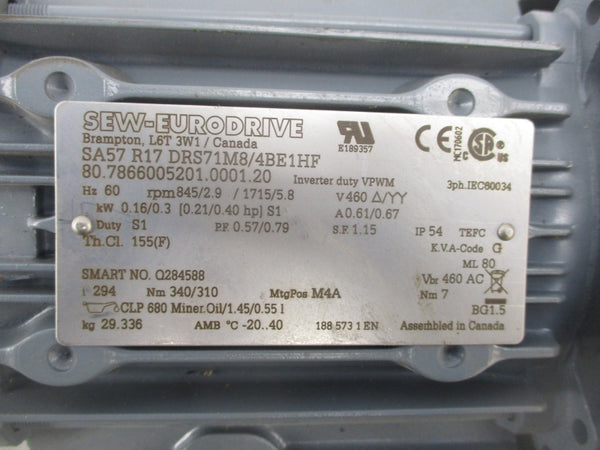 SEW-EURODRIVE
Brampton, L6T 3W1 / Canada
SA57 R17 DRS71M8/4BE1HF
80.7866005201.0001.20 Inverter duty VPWM 3ph.IEC60034
E189357
CE
MC170602
CSA
Hz 60 rpm 845/2.9 / 1715/5.8 V 460 Δ/YY
kW 0.16/0.3 [0.21/0.40 hp] S1 A 0.61/0.67
Duty S1 P.F. 0.57/0.79 S.F. 1.15 IP 54 TEFC
Th.Cl. 155(F) K.V.A-Code G
ML 80
SMART NO. Q284588 Vbr 460 AC
i 294 Nm 340/310 MtgPos M4A Nm 7
CLP 680 Miner.Oil/1.45/0.55 l BG1.5
kg 29.336 AMB °C -20..40 188 573 1 EN Assembled in Canada